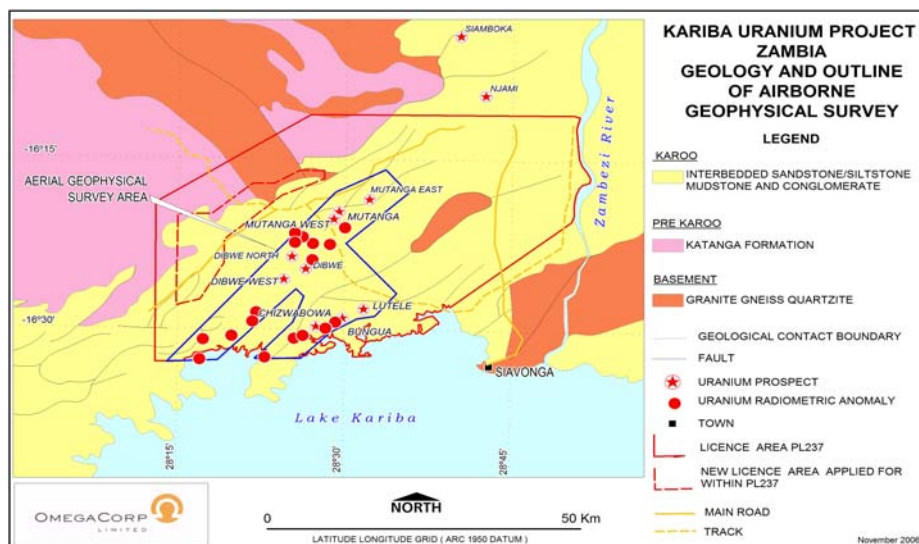 KARIBA URANIUM PROJECT
ZAMBIA
GEOLOGY AND OUTLINE
OF AIRBORNE
GEOPHYSICAL SURVEY
LEGEND
KAROO
INTERBEDDED SANDSTONE/SILTSTONE
MUDSTONE AND CONGLOMERATE
PRE KAROO
KATANGA FORMATION
BASEMENT
GRANITE GNEISS QUARTZITE
GEOLOGICAL CONTACT BOUNDARY
FAULT
URANIUM PROSPECT
URANIUM RADIOMETRIC ANOMALY
TOWN
LICENCE AREA PL237
NEW LICENCE AREA APPLIED FOR
WITHIN PL237
MAIN ROAD
TRACK
November 2006
SIAMBOKA
NJAMI
Zambezi River
-16°15'
AERIAL GEOPHYSICAL
SURVEY AREA
MUTANGA EAST
MUTANGA
MUTANGA WEST
DIBWE NORTH
DIBWE
DIBWE-WEST
-16°30'
CHIZWABOWA
LUTELE
BUNGUA
SIAVONGA
Lake Kariba
28°15'
28°30'
28°45'
OMEGACORP
LIMITED
NORTH
0
50 Km
LATITUDE LONGITUDE GRID ( ARC 1950 DATUM )